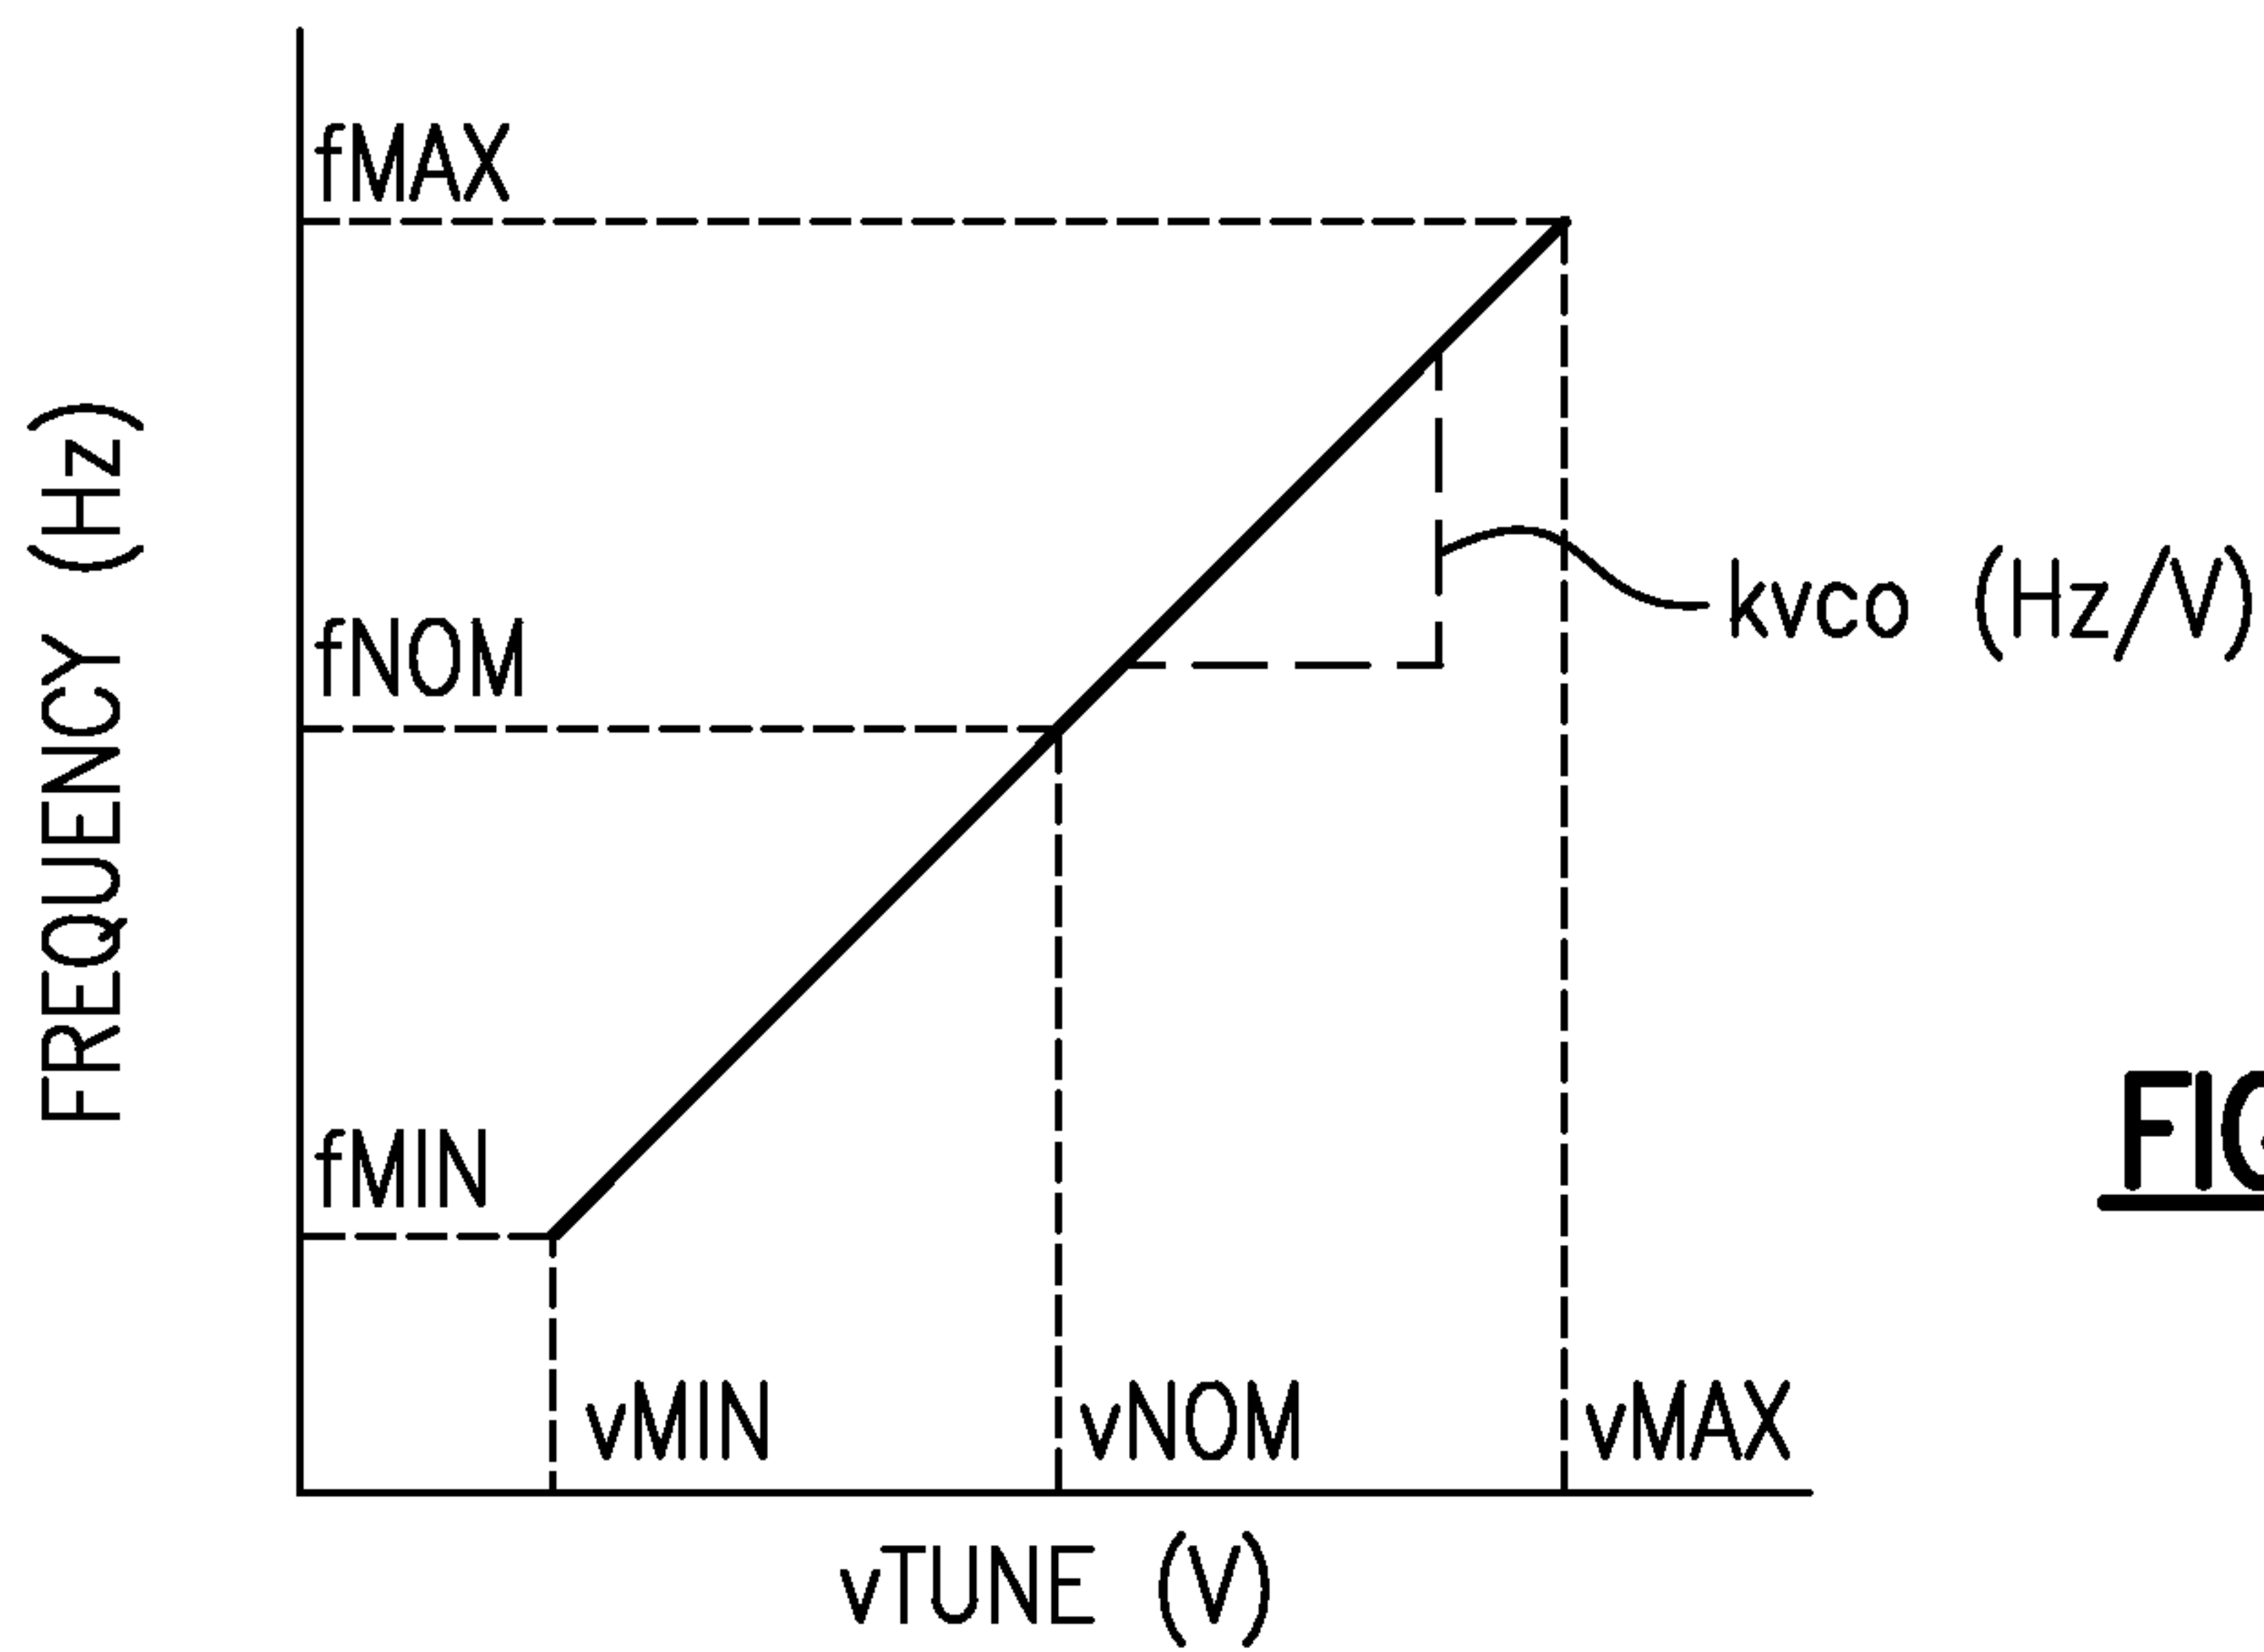 fMAX
FREQUENCY (Hz)
fNOM
kvco (Hz/V)
fMIN
vMIN
vNOM
vMAX
vTUNE (V)